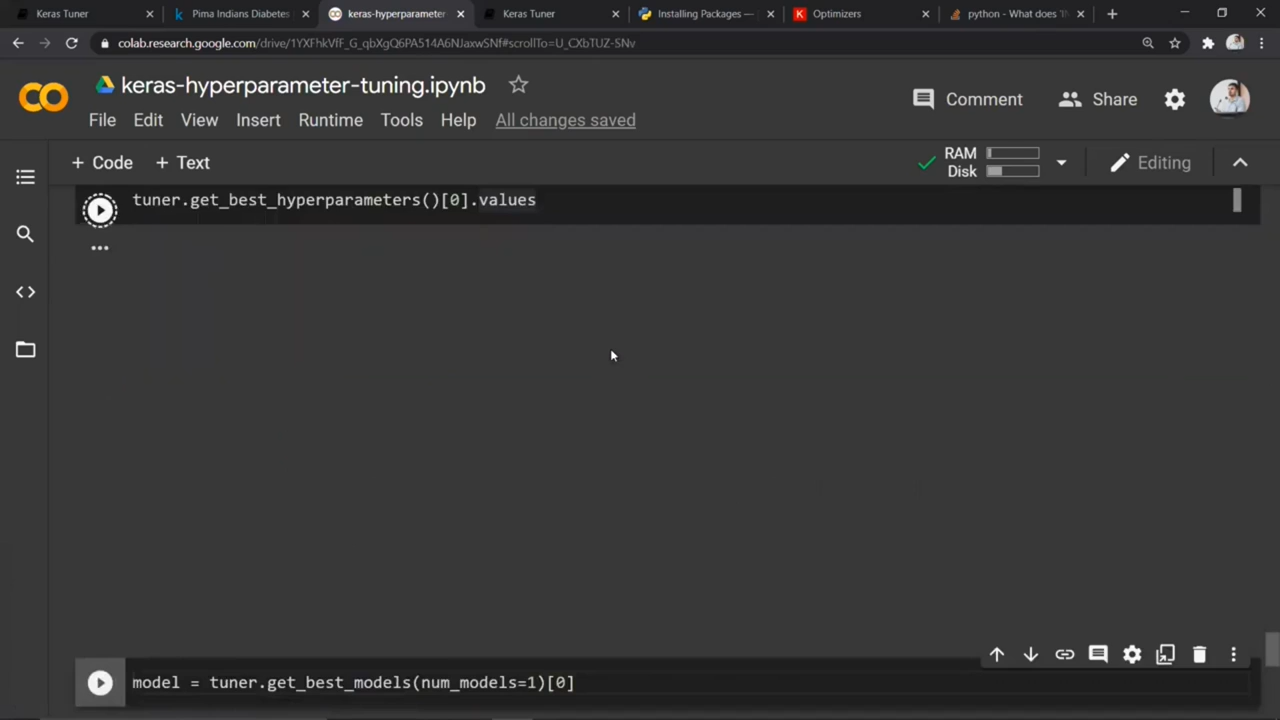 Keras Tuner
Pima Indians Diabetes
keras-hyperparameter
Keras Tuner
Installing Packages —
Optimizers
python - What does
colab.research.google.com/drive/1YXFhkVfF_G_qbXgQ6PA514A6NJaxwSNf#scrollTo=U_CXbTUZ-SNv
keras-hyperparameter-tuning.ipynb
Comment
Share
File Edit View Insert Runtime Tools Help All changes saved
+ Code + Text
RAM
Disk
Editing
tuner.get_best_hyperparameters()[0].values
model = tuner.get_best_models(num_models=1)[0]